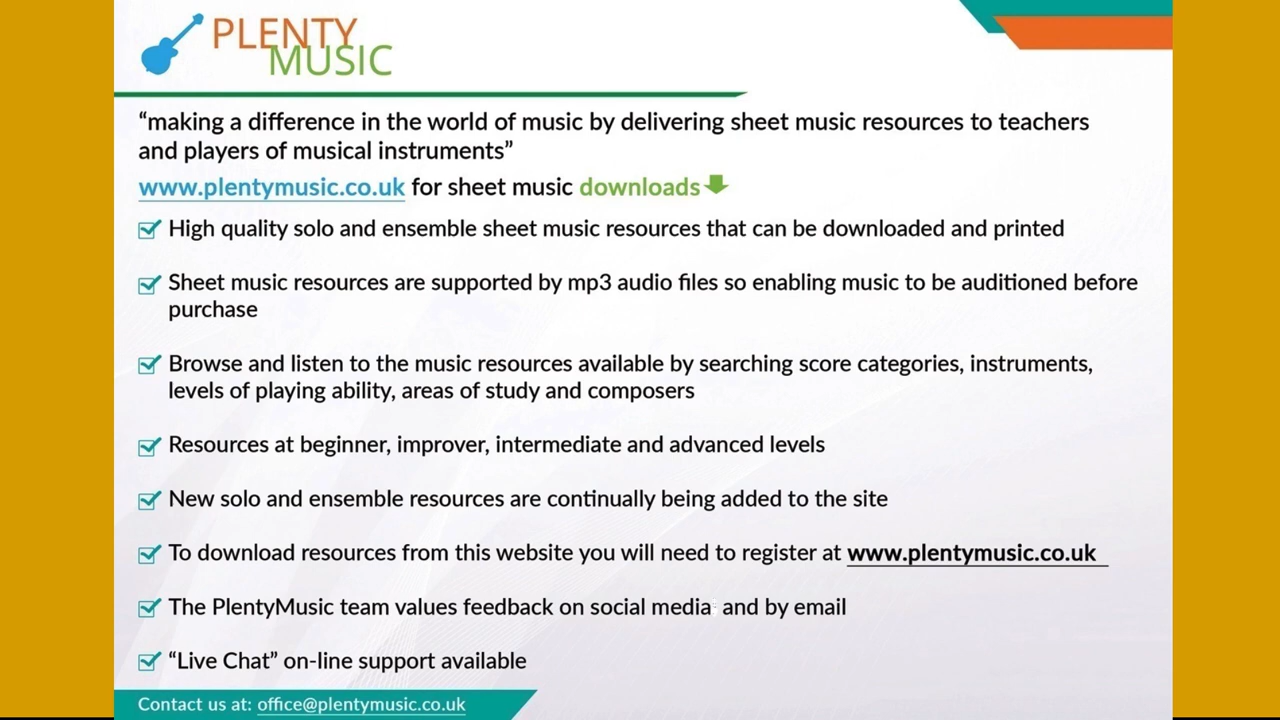 PLENTY
MUSIC
“making a difference in the world of music by delivering sheet music resources to teachers
and players of musical instruments”
www.plentymusic.co.uk for sheet music downloads
High quality solo and ensemble sheet music resources that can be downloaded and printed
Sheet music resources are supported by mp3 audio files so enabling music to be auditioned before
purchase
Browse and listen to the music resources available by searching score categories, instruments,
levels of playing ability, areas of study and composers
Resources at beginner, improver, intermediate and advanced levels
New solo and ensemble resources are continually being added to the site
To download resources from this website you will need to register at www.plentymusic.co.uk
The PlentyMusic team values feedback on social media and by email
“Live Chat” on-line support available
Contact us at: office@plentymusic.co.uk